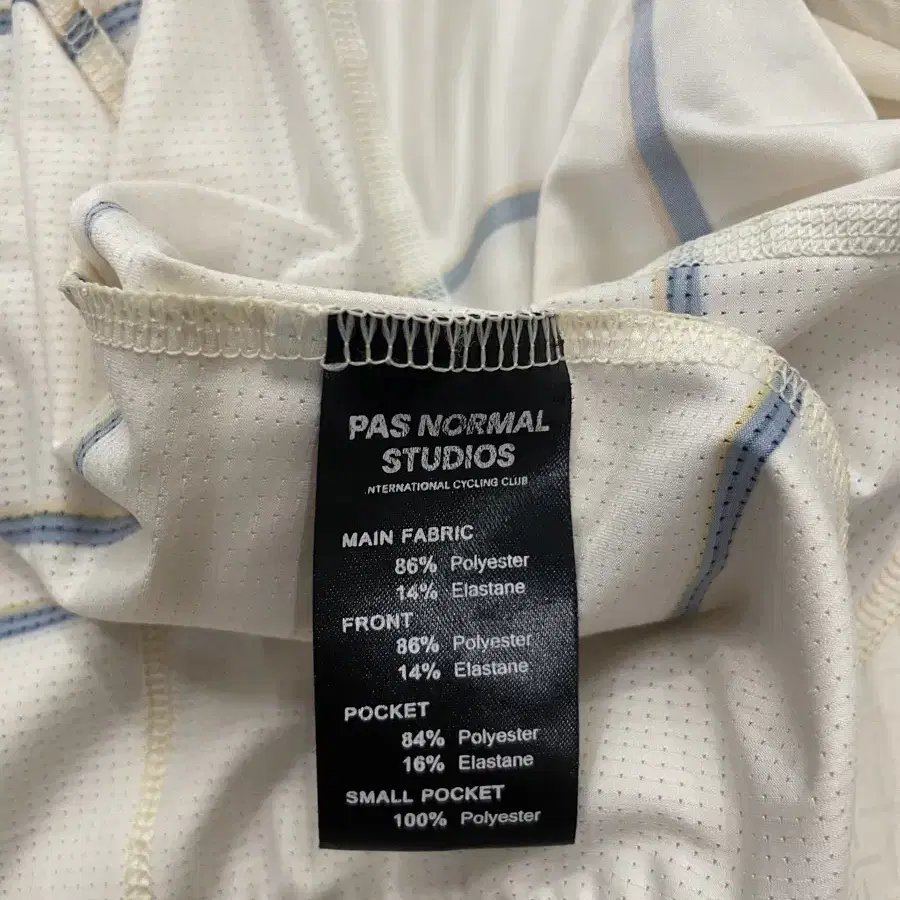 PAS NORMAL
STUDIOS
INTERNATIONAL CYCLING CLUB
MAIN FABRIC
86% Polyester
14% Elastane
FRONT
86% Polyester
14% Elastane
POCKET
84% Polyester
16% Elastane
SMALL POCKET
100% Polyester